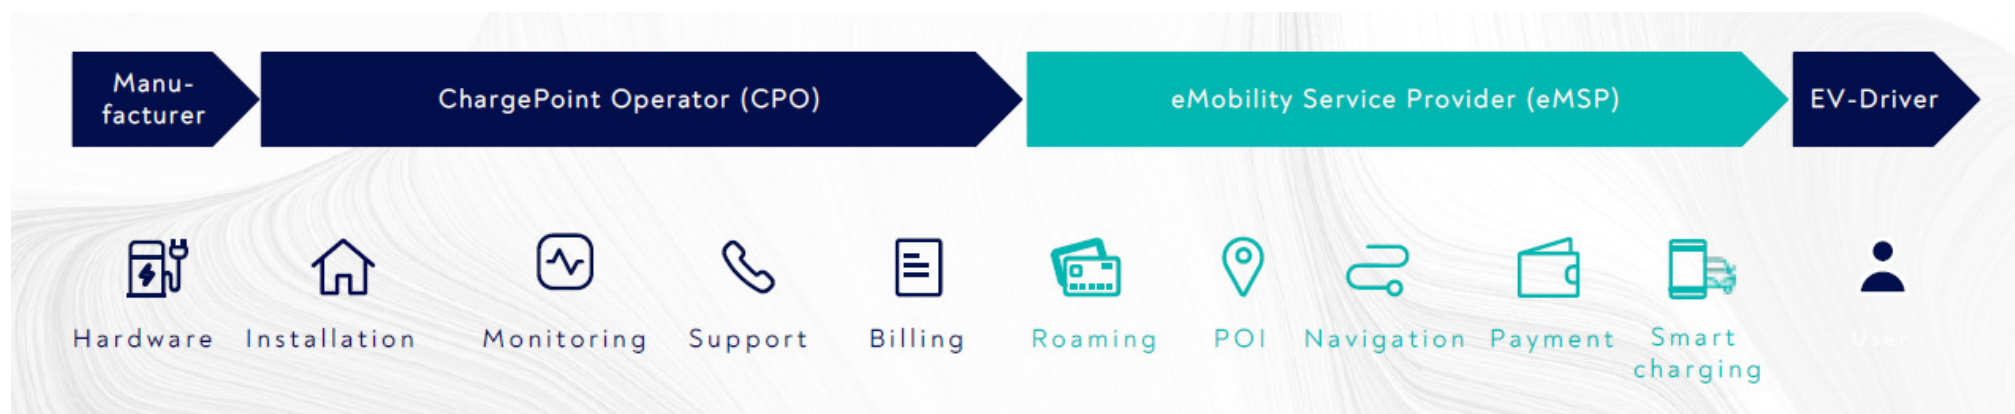 Manu-
facturer
ChargePoint Operator (CPO)
eMobility Service Provider (eMSP)
EV-Driver
Hardware
Installation
Monitoring
Support
Billing
Roaming
POI
Navigation
Payment
Smart
charging
User